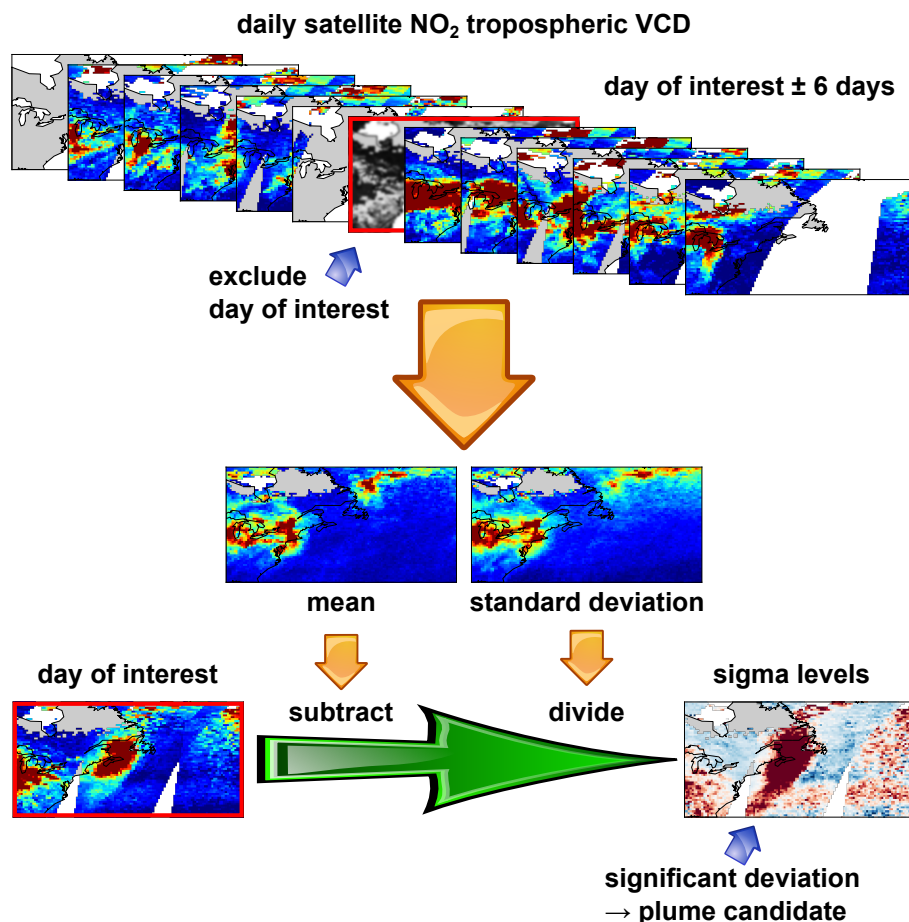 daily satellite NO₂ tropospheric VCD
day of interest ± 6 days
exclude
day of interest
mean
standard deviation
day of interest
sigma levels
subtract
divide
significant deviation
→ plume candidate